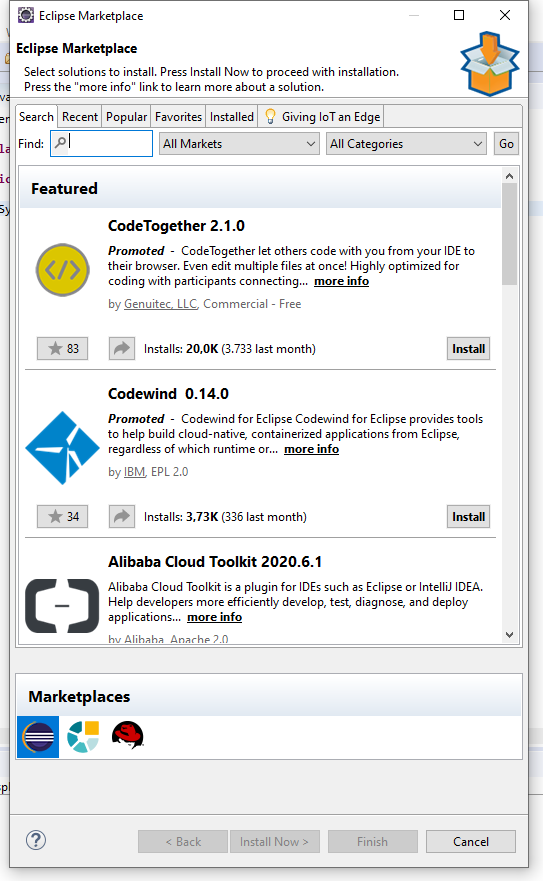 Eclipse Marketplace
Eclipse Marketplace
Select solutions to install. Press Install Now to proceed with installation.
Press the "more info" link to learn more about a solution.
Search Recent Popular Favorites Installed Giving IoT an Edge
Find: All Markets All Categories Go
Featured
CodeTogether 2.1.0
Promoted - CodeTogether let others code with you from your IDE to
their browser. Even edit multiple files at once! Highly optimized for
coding with participants connecting... more info
by Genuitec, LLC, Commercial - Free
83 Installs: 20,0K (3.733 last month) Install
Codewind 0.14.0
Promoted - Codewind for Eclipse Codewind for Eclipse provides tools
to help build cloud-native, containerized applications from Eclipse,
regardless of which runtime or... more info
by IBM, EPL 2.0
34 Installs: 3,73K (336 last month) Install
Alibaba Cloud Toolkit 2020.6.1
Alibaba Cloud Toolkit is a plugin for IDEs such as Eclipse or IntelliJ IDEA.
Help developers more efficiently develop, test, diagnose, and deploy
applications... more info
by Alibaba, Apache 2.0
Marketplaces
? < Back Install Now > Finish Cancel